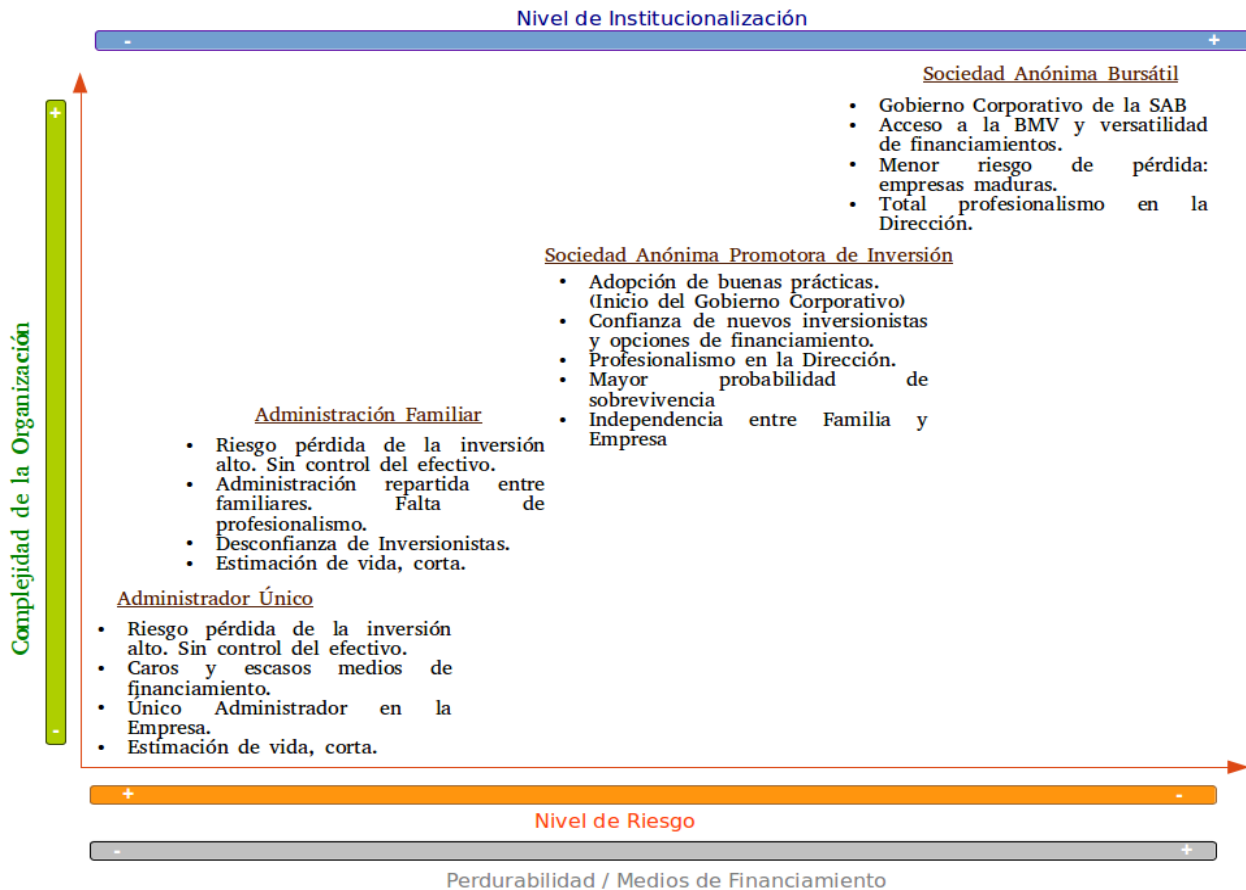 Nivel de Institucionalización
- +
Sociedad Anónima Bursátil
• Gobierno Corporativo de la SAB
• Acceso a la BMV y versatilidad
de financiamientos.
• Menor riesgo de pérdida:
empresas maduras.
• Total profesionalismo en la
Dirección.
Sociedad Anónima Promotora de Inversión
• Adopción de buenas prácticas.
(Inicio del Gobierno Corporativo)
• Confianza de nuevos inversionistas
y opciones de financiamiento.
• Profesionalismo en la Dirección.
• Mayor probabilidad de
sobrevivencia
• Independencia entre Familia y
Empresa
Administración Familiar
• Riesgo pérdida de la inversión
alto. Sin control del efectivo.
• Administración repartida entre
familiares. Falta de
profesionalismo.
• Desconfianza de Inversionistas.
• Estimación de vida, corta.
Administrador Único
• Riesgo pérdida de la inversión
alto. Sin control del efectivo.
• Caros y escasos medios de
financiamiento.
• Único Administrador en la
Empresa.
• Estimación de vida, corta.
+
Complejidad de la Organización
-
+ -
Nivel de Riesgo
- +
Perdurabilidad / Medios de Financiamiento